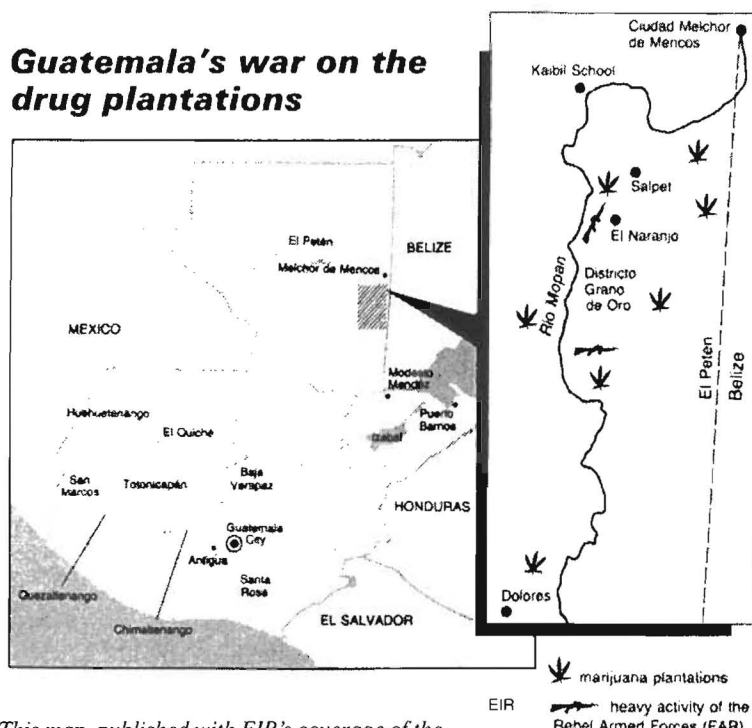 Guatemala's war on the
drug plantations
El Petén
Melchor de Mencos
BELIZE
MEXICO
Modesto
Mendéz
Puerto
Barrios
Izabal
Huehuetenango
El Quiché
San
Marcos
Totonicapán
Baja
Verapaz
HONDURAS
Guatemala
City
Antigua
Santa
Rosa
Quezaltenango
Chimaltenango
EL SALVADOR
Ciudad Melchor
de Mencos
Kaibil School
Salpet
El Naranjo
Rio Mopan
Districto
Grano
de Oro
El Petén
Belize
Dolores
marijuana plantations
EIR
heavy activity of the
Rebel Armed Forces (FAR)
This map, published with EIR's coverage of the